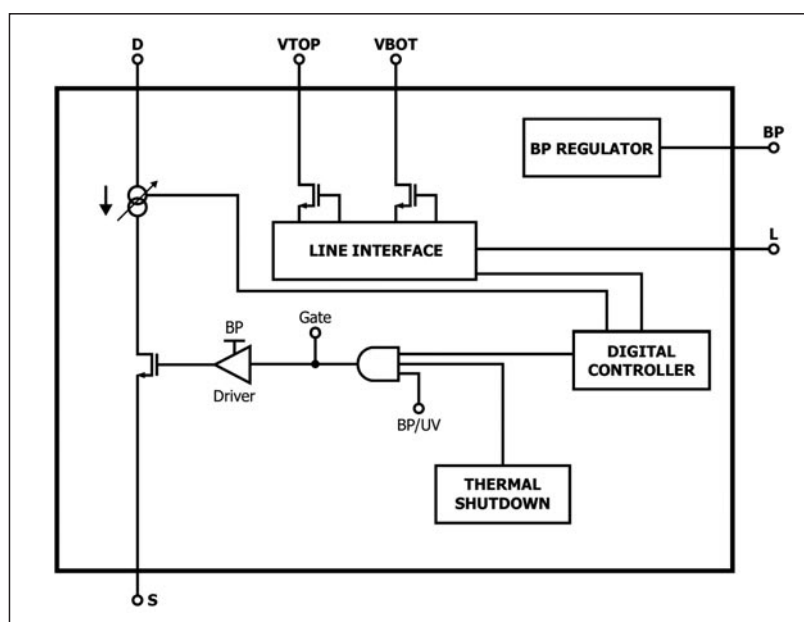 D
VTOP
VBOT
BP REGULATOR
BP
LINE INTERFACE
L
Gate
BP
DIGITAL
CONTROLLER
Driver
BP/UV
THERMAL
SHUTDOWN
S